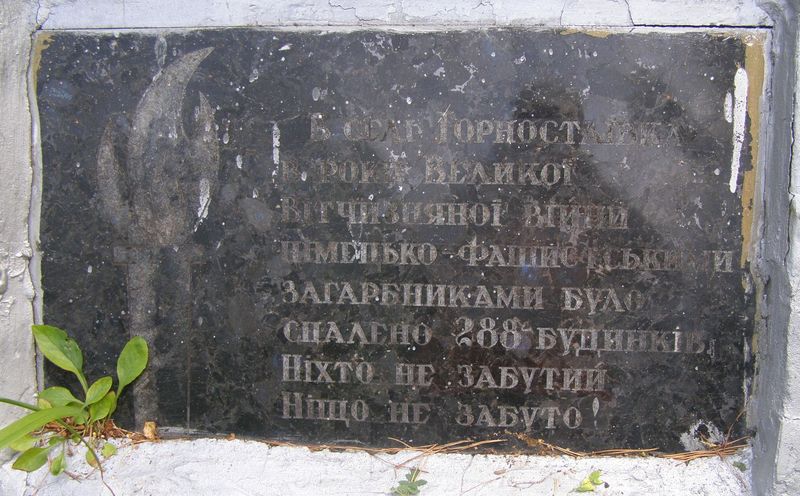 В селі Горностаївка
в роки Великої
Вітчизняної війни
німецько-фашистськими
загарбниками було
спалено 288 будинків.
Ніхто не забутий
Ніщо не забуто!